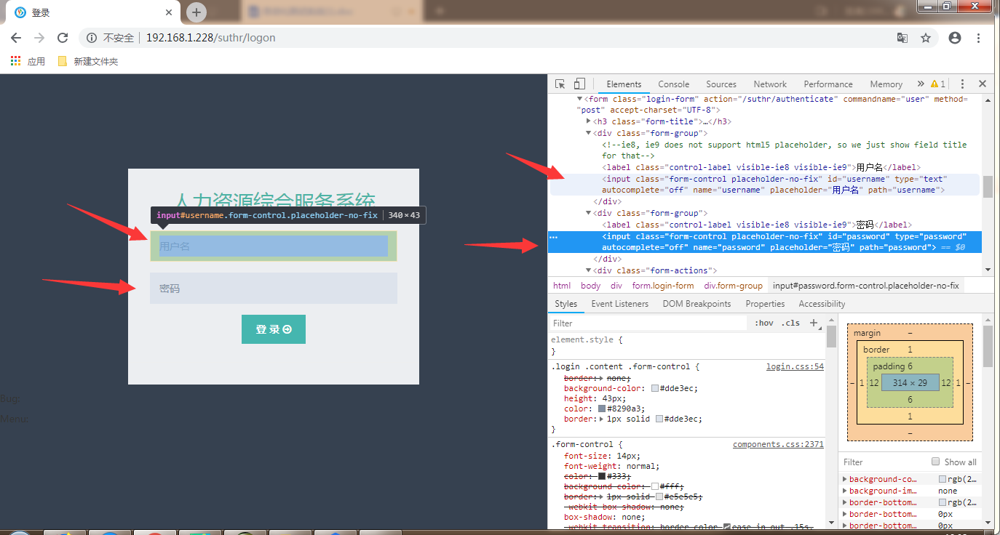 登录
不安全
192.168.1.228/suthr/logon
应用
新建文件夹
人力资源综合服务系统
input#username.form-control.placeholder-no-fix
340×43
用户名
密码
登 录
Bug:
Menu:
Elements
Console
Sources
Network
Performance
Memory
1
▼<form class="login-form" action="/suthr/authenticate" commandname="user" method=
"post" accept-charset="UTF-8">
▶<h3 class="form-title">…</h3>
▼<div class="form-group">
<!--ie8, ie9 does not support html5 placeholder, so we just show field title
for that-->
<label class="control-label visible-ie8 visible-ie9">用户名</label>
<input class="form-control placeholder-no-fix" id="username" type="text"
autocomplete="off" name="username" placeholder="用户名" path="username">
</div>
▼<div class="form-group">
<label class="control-label visible-ie8 visible-ie9">密码</label>
<input class="form-control placeholder-no-fix" id="password" type="password"
autocomplete="off" name="password" placeholder="密码" path="password"> == $0
</div>
▼<div class="form-actions">
html body div form.login-form div.form-group input#password.form-control.placeholder-no-fix
Styles
Event Listeners
DOM Breakpoints
Properties
Accessibility
Filter
:hov .cls
element.style {
}
.login .content .form-control {
login.css:54
border:▶ none;
background-color: #dde3ec;
height: 43px;
color: #8290a3;
border:▶ 1px solid #dde3ec;
}
.form-control {
components.css:2371
font-size: 14px;
font-weight: normal;
color: #333;
background-color: #fff;
border:▶ 1px solid #e5e5e5;
-webkit-box-shadow: none;
box-shadow: none;
-webkit-transition: border-color ease-in-out .15s,
margin
–
border
1
padding 6
–
1
12
314 × 29
12
1
–
6
1
–
Filter
Show all
background-co… rgb(2…
background-im… none
border-bottom… rgb(2…
border-bottom… 0px
border-bottom… 0px